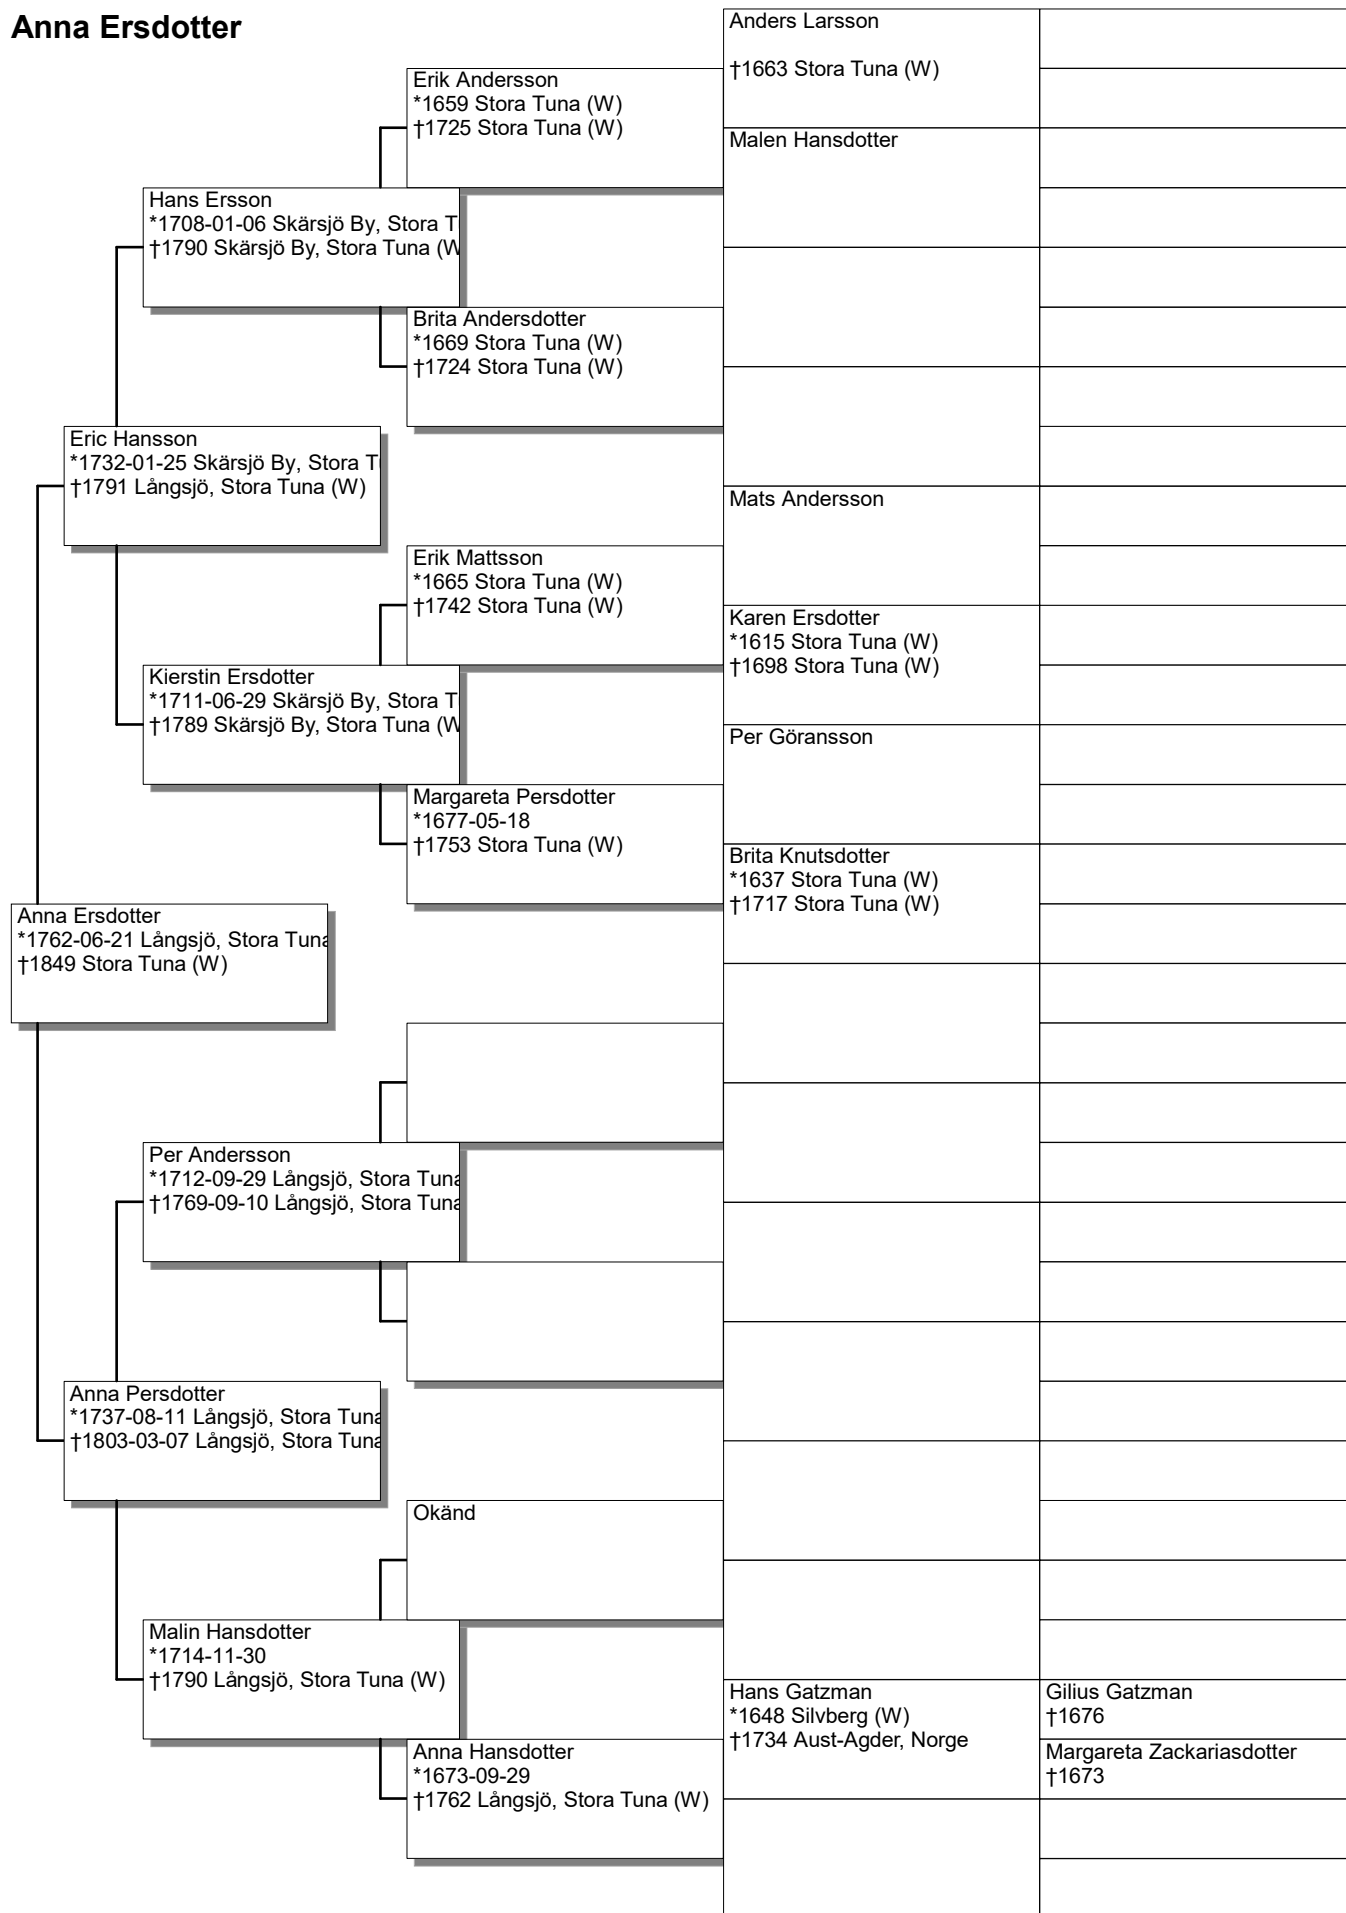 Anna Ersdotter
Anders Larsson
†1663 Stora Tuna (W)
Erik Andersson
*1659 Stora Tuna (W)
†1725 Stora Tuna (W)
Malen Hansdotter
Hans Ersson
*1708-01-06 Skärsjö By, Stora T
†1790 Skärsjö By, Stora Tuna (W
Brita Andersdotter
*1669 Stora Tuna (W)
†1724 Stora Tuna (W)
Eric Hansson
*1732-01-25 Skärsjö By, Stora T
†1791 Långsjö, Stora Tuna (W)
Mats Andersson
Erik Mattsson
*1665 Stora Tuna (W)
†1742 Stora Tuna (W)
Karen Ersdotter
*1615 Stora Tuna (W)
†1698 Stora Tuna (W)
Kierstin Ersdotter
*1711-06-29 Skärsjö By, Stora T
†1789 Skärsjö By, Stora Tuna (W
Per Göransson
Margareta Persdotter
*1677-05-18
†1753 Stora Tuna (W)
Brita Knutsdotter
*1637 Stora Tuna (W)
†1717 Stora Tuna (W)
Anna Ersdotter
*1762-06-21 Långsjö, Stora Tuna
†1849 Stora Tuna (W)
Per Andersson
*1712-09-29 Långsjö, Stora Tuna
†1769-09-10 Långsjö, Stora Tuna
Anna Persdotter
*1737-08-11 Långsjö, Stora Tuna
†1803-03-07 Långsjö, Stora Tuna
Okänd
Malin Hansdotter
*1714-11-30
†1790 Långsjö, Stora Tuna (W)
Hans Gatzman
*1648 Silvberg (W)
†1734 Aust-Agder, Norge
Gilius Gatzman
†1676
Anna Hansdotter
*1673-09-29
†1762 Långsjö, Stora Tuna (W)
Margareta Zackariasdotter
†1673